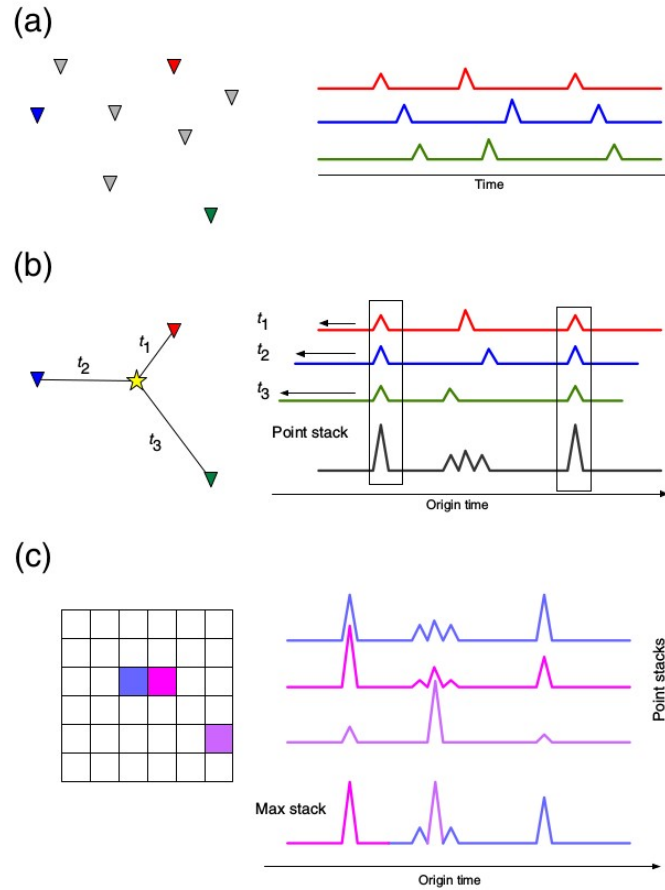 (a)
Time
(b)
t1
t2
t3
t1
t2
t3
Point stack
Origin time
(c)
Point stacks
Max stack
Origin time